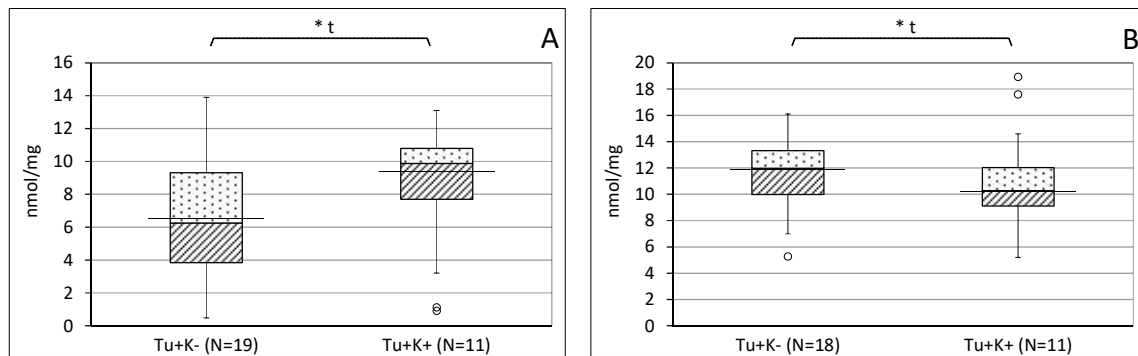 * t
A
16
14
12
10
8
6
4
2
0
nmol/mg
Tu+K- (N=19) Tu+K+ (N=11)
* t
B
20
18
16
14
12
10
8
6
4
2
0
nmol/mg
Tu+K- (N=18) Tu+K+ (N=11)